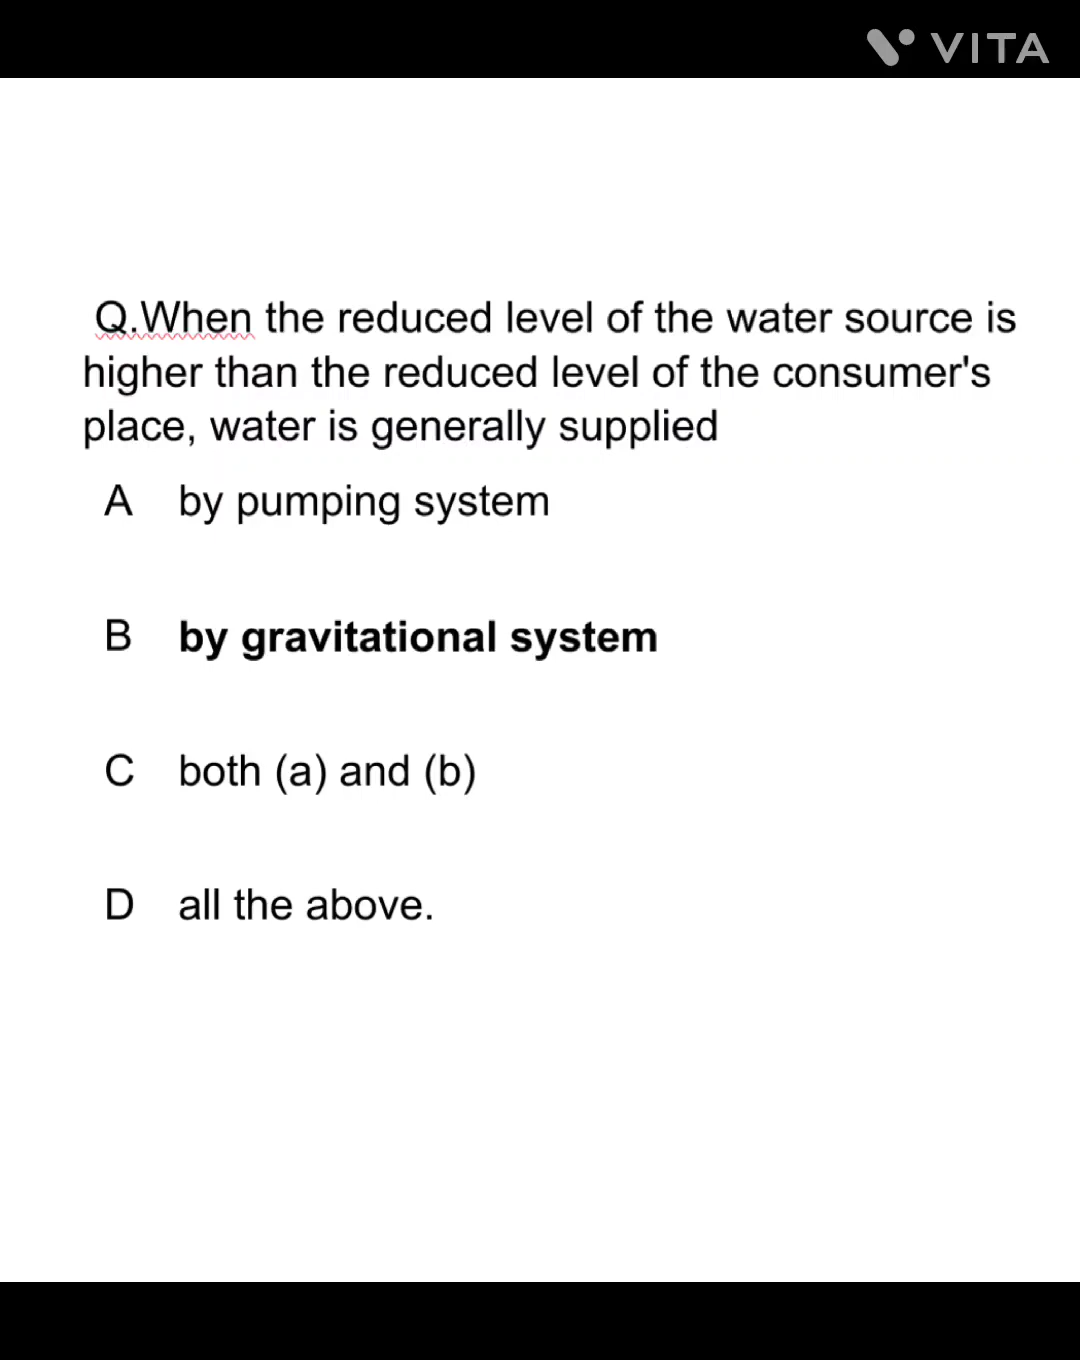 VITA
Q.When the reduced level of the water source is
higher than the reduced level of the consumer's
place, water is generally supplied
A by pumping system
B by gravitational system
C both (a) and (b)
D all the above.